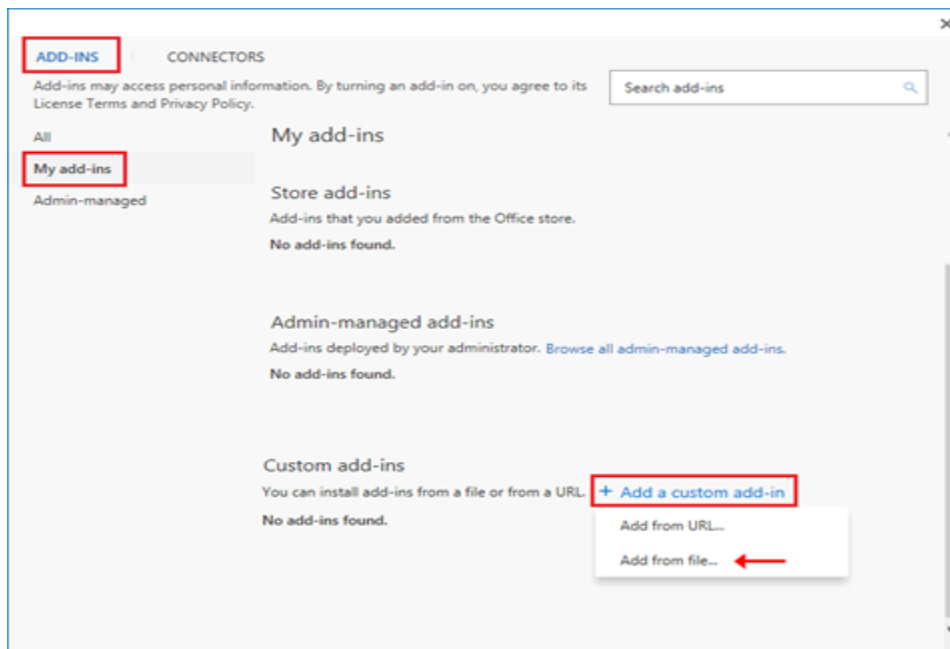 ADD-INS CONNECTORS
Add-ins may access personal information. By turning an add-in on, you agree to its
License Terms and Privacy Policy.
Search add-ins
All
My add-ins
Admin-managed
My add-ins
Store add-ins
Add-ins that you added from the Office store.
No add-ins found.
Admin-managed add-ins
Add-ins deployed by your administrator. Browse all admin-managed add-ins.
No add-ins found.
Custom add-ins
You can install add-ins from a file or from a URL. + Add a custom add-in
No add-ins found.
Add from URL...
Add from file...